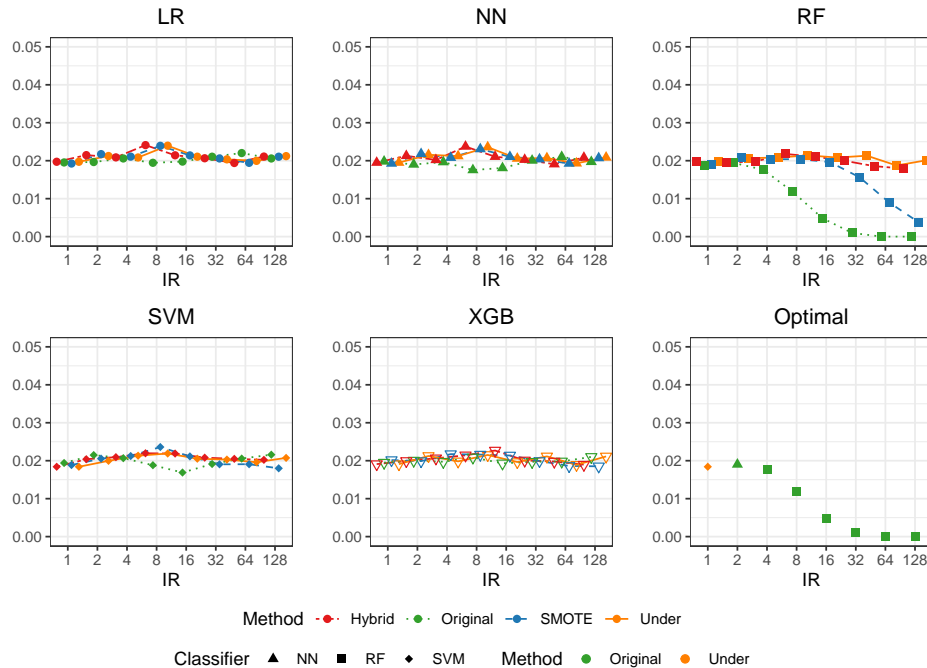 LR NN RF
0.05 0.05 0.05
0.04 0.04 0.04
0.03 0.03 0.03
0.02 0.02 0.02
0.01 0.01 0.01
0.00 0.00 0.00
1 2 4 8 16 32 64 128 1 2 4 8 16 32 64 128 1 2 4 8 16 32 64 128
IR IR IR
SVM XGB Optimal
0.05 0.05 0.05
0.04 0.04 0.04
0.03 0.03 0.03
0.02 0.02 0.02
0.01 0.01 0.01
0.00 0.00 0.00
1 2 4 8 16 32 64 128 1 2 4 8 16 32 64 128 1 2 4 8 16 32 64 128
IR IR IR
Method Hybrid Original SMOTE Under
Classifier NN RF SVM Method Original Under